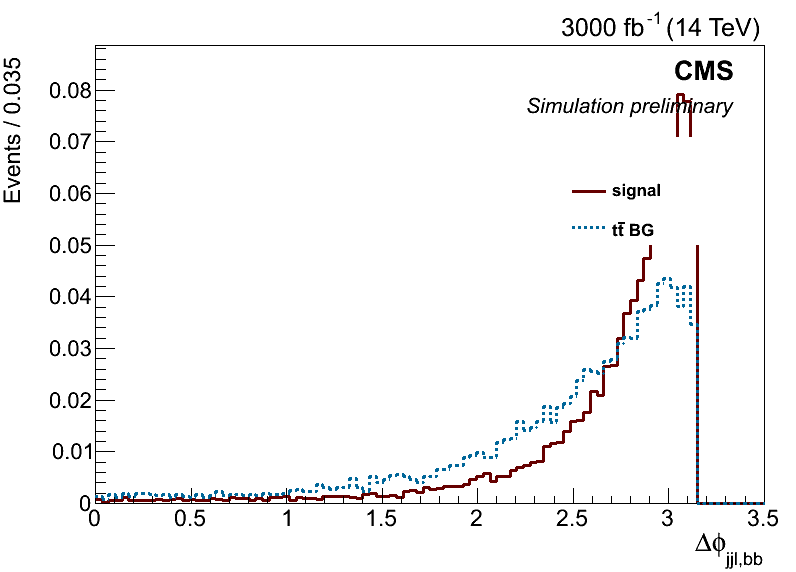 3000 fb⁻¹ (14 TeV)
CMS
Simulation preliminary
Events / 0.035
0.08
0.07
0.06
0.05
0.04
0.03
0.02
0.01
0
signal
tt̄ BG
0 0.5 1 1.5 2 2.5 3 3.5
Δϕjjl,bb